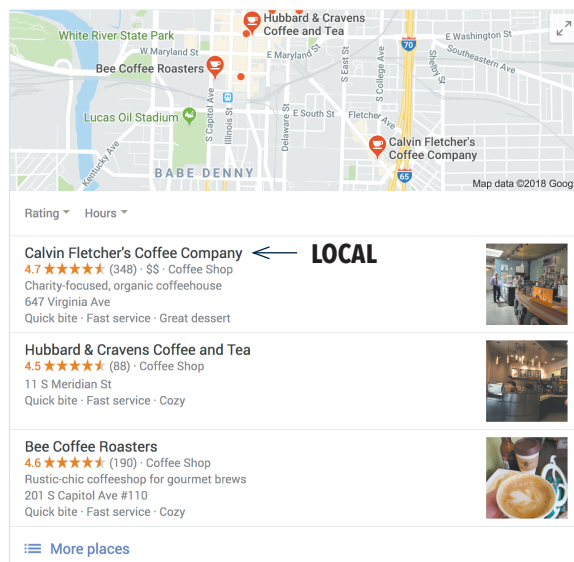 Hubbard & Cravens
Coffee and Tea
White River State Park
W Maryland St
E Maryland St
E Washington St
70
Southeastern Ave
Bee Coffee Roasters
S East St
S College Ave
Shelby St
Lucas Oil Stadium
S Capitol Ave
Illinois St
Delaware St
E South St
Fletcher Ave
Calvin Fletcher's
Coffee Company
Kentucky Ave
BABE DENNY
65
Map data ©2018 Goog
Rating
Hours
Calvin Fletcher's Coffee Company
LOCAL
4.7 (348) · $$ · Coffee Shop
Charity-focused, organic coffeehouse
647 Virginia Ave
Quick bite · Fast service · Great dessert
Hubbard & Cravens Coffee and Tea
4.5 (88) · Coffee Shop
11 S Meridian St
Quick bite · Fast service · Cozy
Bee Coffee Roasters
4.6 (190) · Coffee Shop
Rustic-chic coffeeshop for gourmet brews
201 S Capitol Ave #110
Quick bite · Fast service · Cozy
More places